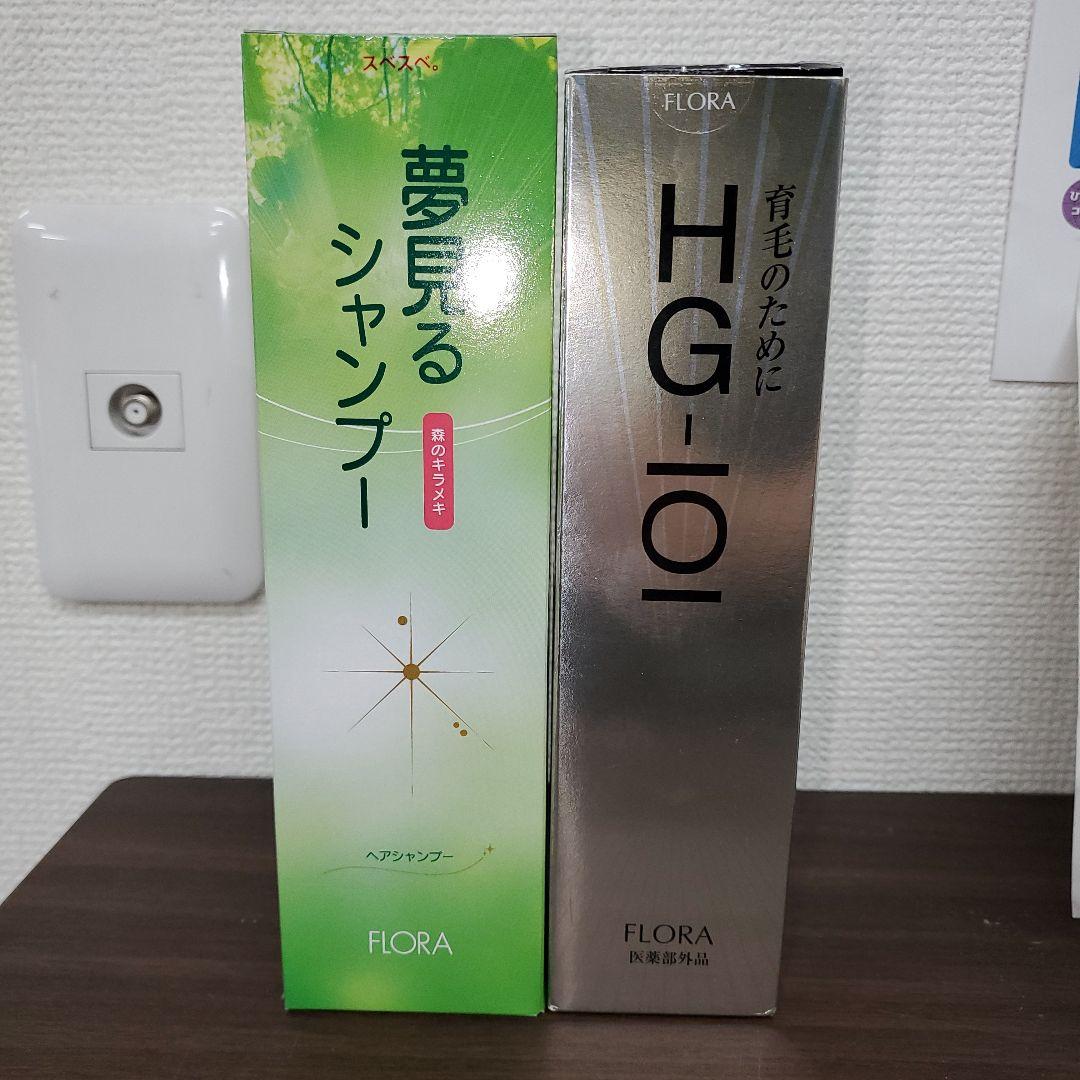 スベスベ。
夢見る
シャンプー
森のキラメキ
ヘアシャンプー
FLORA
FLORA
育毛のために
HG-101
FLORA
医薬部外品